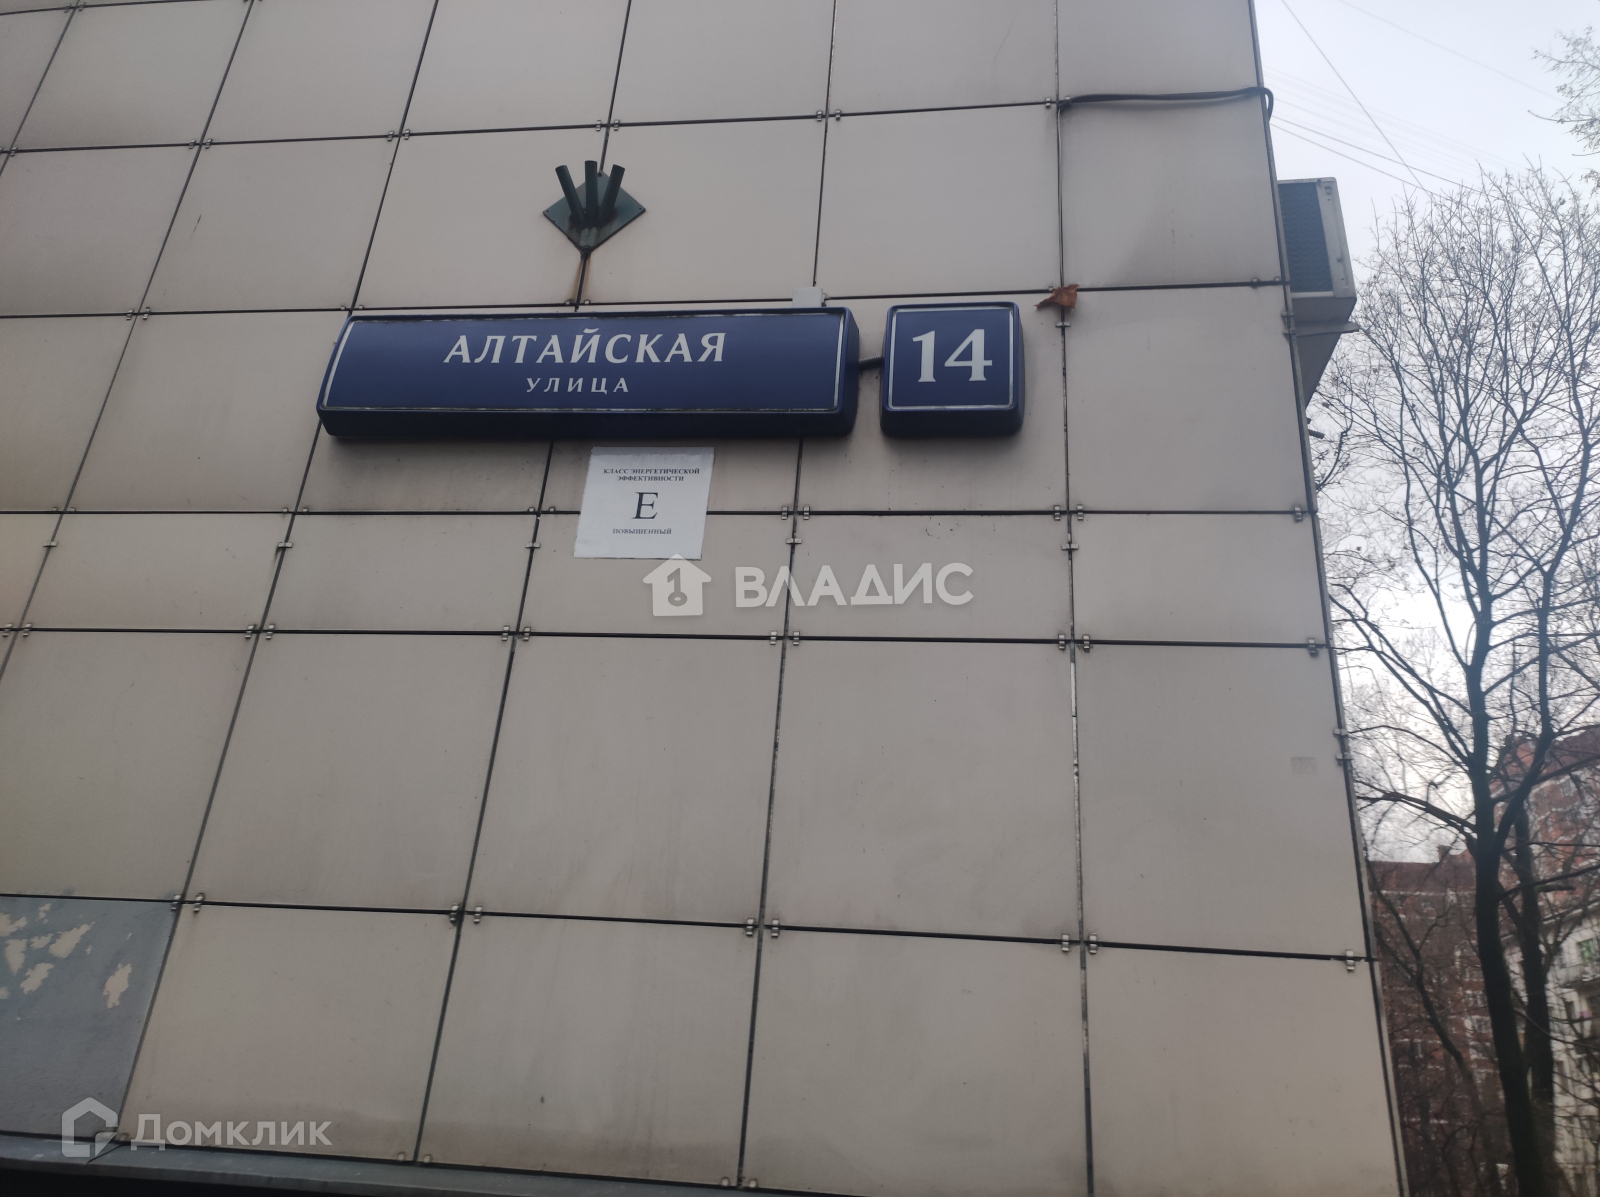 АЛТАЙСКАЯ
УЛИЦА
14
КЛАСС ЭНЕРГЕТИЧЕСКОЙ
ЭФФЕКТИВНОСТИ
E
ПОВЫШЕННЫЙ
ВЛАДИС
Домклик